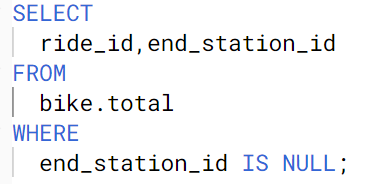 SELECT
ride_id,end_station_id
FROM
bike.total
WHERE
end_station_id IS NULL;